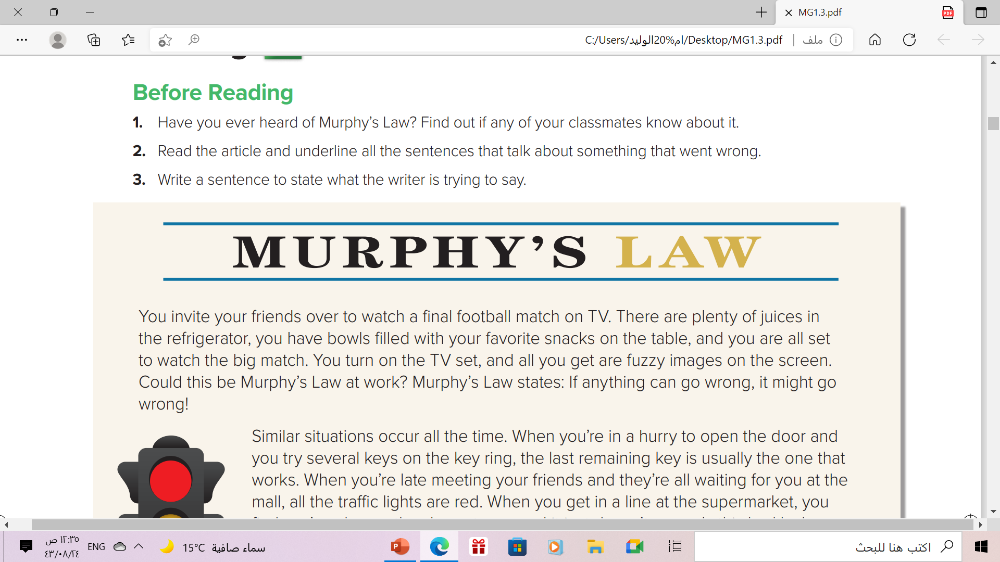 MG1.3.pdf
C:/Users/ام%20الوليد/Desktop/MG1.3.pdf | ملف
Before Reading
1. Have you ever heard of Murphy’s Law? Find out if any of your classmates know about it.
2. Read the article and underline all the sentences that talk about something that went wrong.
3. Write a sentence to state what the writer is trying to say.
MURPHY’S LAW
You invite your friends over to watch a final football match on TV. There are plenty of juices in
the refrigerator, you have bowls filled with your favorite snacks on the table, and you are all set
to watch the big match. You turn on the TV set, and all you get are fuzzy images on the screen.
Could this be Murphy’s Law at work? Murphy’s Law states: If anything can go wrong, it might go
wrong!
Similar situations occur all the time. When you’re in a hurry to open the door and
you try several keys on the key ring, the last remaining key is usually the one that
works. When you’re late meeting your friends and they’re all waiting for you at the
mall, all the traffic lights are red. When you get in a line at the supermarket, you
١٢:٣٥ ص
٤٣/٠٨/٢٤
ENG
15°C سماء صافية
اكتب هنا للبحث